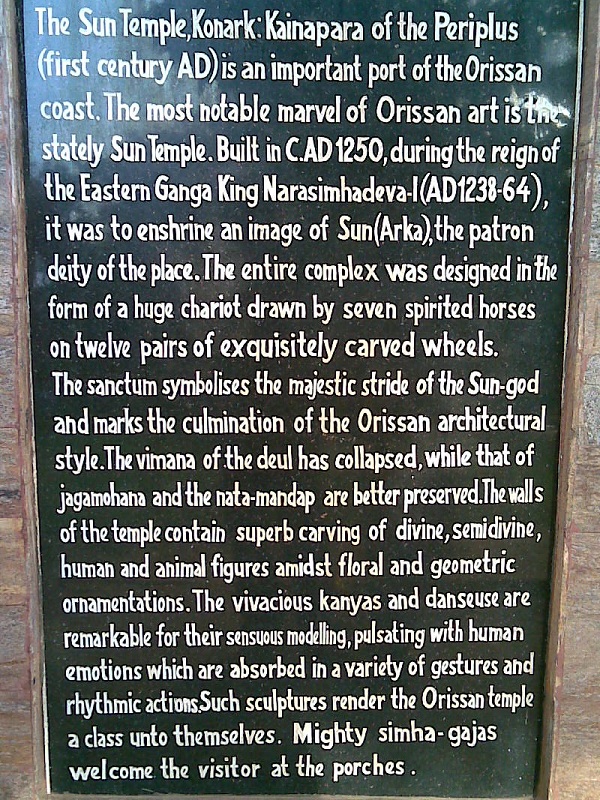 The Sun Temple,Konark: Kainapara of the Periplus
(first century AD) is an important port of the Orissan
coast. The most notable marvel of Orissan art is the
stately Sun Temple. Built in C.AD 1250, during the reign of
the Eastern Ganga King Narasimhadeva-I(AD1238-64),
it was to enshrine an image of Sun(Arka),the patron
deity of the place. The entire complex was designed in the
form of a huge chariot drawn by seven spirited horses
on twelve pairs of exquisitely carved wheels.
The sanctum symbolises the majestic stride of the Sun-god
and marks the culmination of the Orissan architectural
style.The vimana of the deul has collapsed, while that of
jagamohana and the nata-mandap are better preserved.The walls
of the temple contain superb carving of divine, semidivine,
human and animal figures amidst floral and geometric
ornamentations. The vivacious kanyas and danseuse are
remarkable for their sensuous modelling, pulsating with human
emotions which are absorbed in a variety of gestures and
rhythmic actions.Such sculptures render the Orissan temple
a class unto themselves. Mighty simha-gajas
welcome the visitor at the porches.